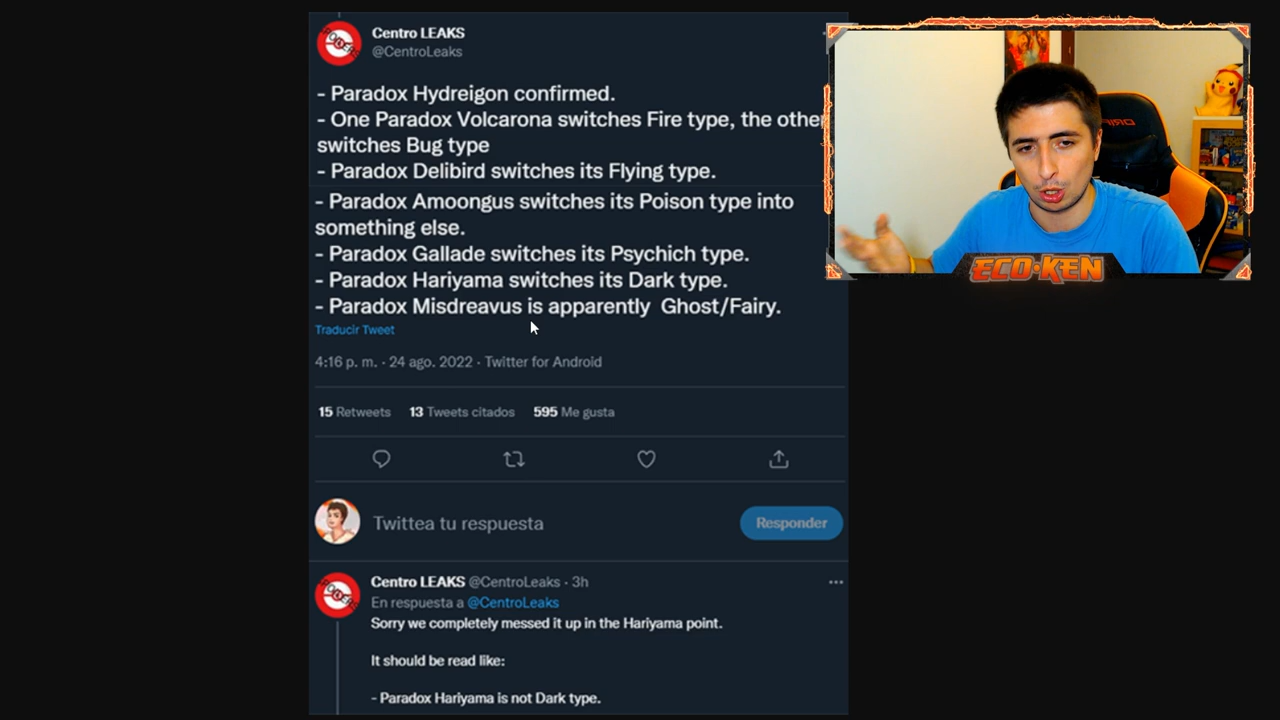 Centro LEAKS
@CentroLeaks
- Paradox Hydreigon confirmed.
- One Paradox Volcarona switches Fire type, the other
switches Bug type
- Paradox Delibird switches its Flying type.
- Paradox Amoongus switches its Poison type into
something else.
- Paradox Gallade switches its Psychich type.
- Paradox Hariyama switches its Dark type.
- Paradox Misdreavus is apparently Ghost/Fairy.
Traducir Tweet
4:16 p. m. · 24 ago. 2022 · Twitter for Android
15 Retweets 13 Tweets citados 595 Me gusta
Twittea tu respuesta
Responder
Centro LEAKS @CentroLeaks · 3h
En respuesta a @CentroLeaks
Sorry we completely messed it up in the Hariyama point.
It should be read like:
- Paradox Hariyama is not Dark type.
ECO·KEN